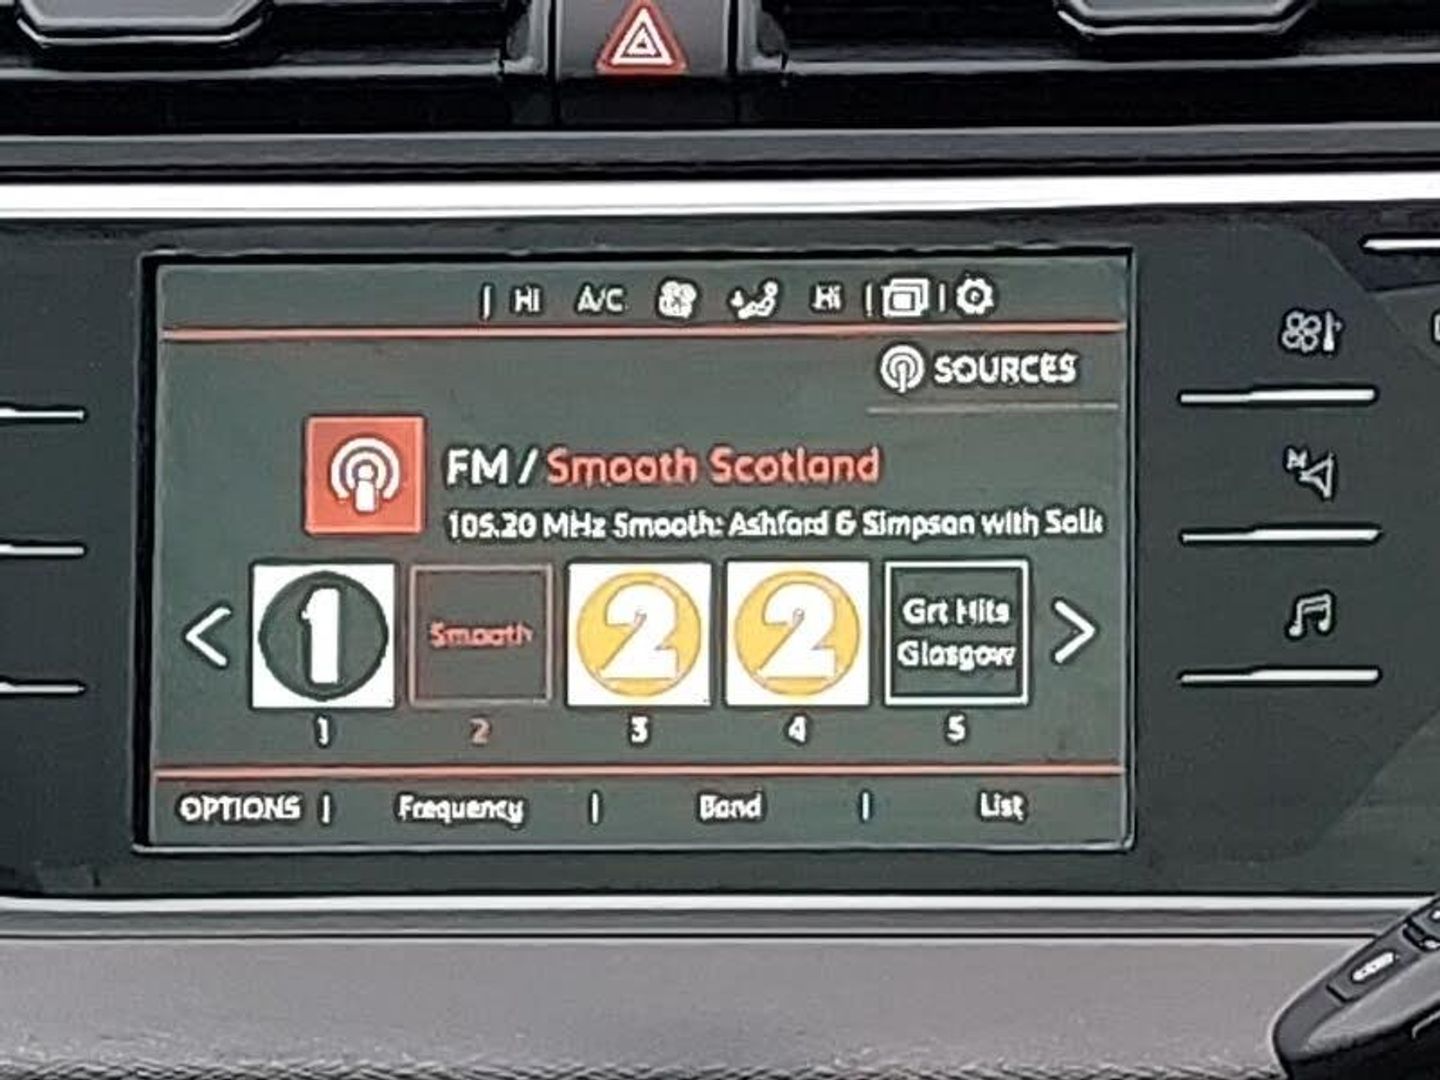 HI A/C Hi
SOURCES
FM / Smooth Scotland
105.20 MHz Smooth: Ashford & Simpson with Soli
1 Smooth 2 2 Grt Hits
Glasgow
1 2 3 4 5
OPTIONS | Frequency | Band | List